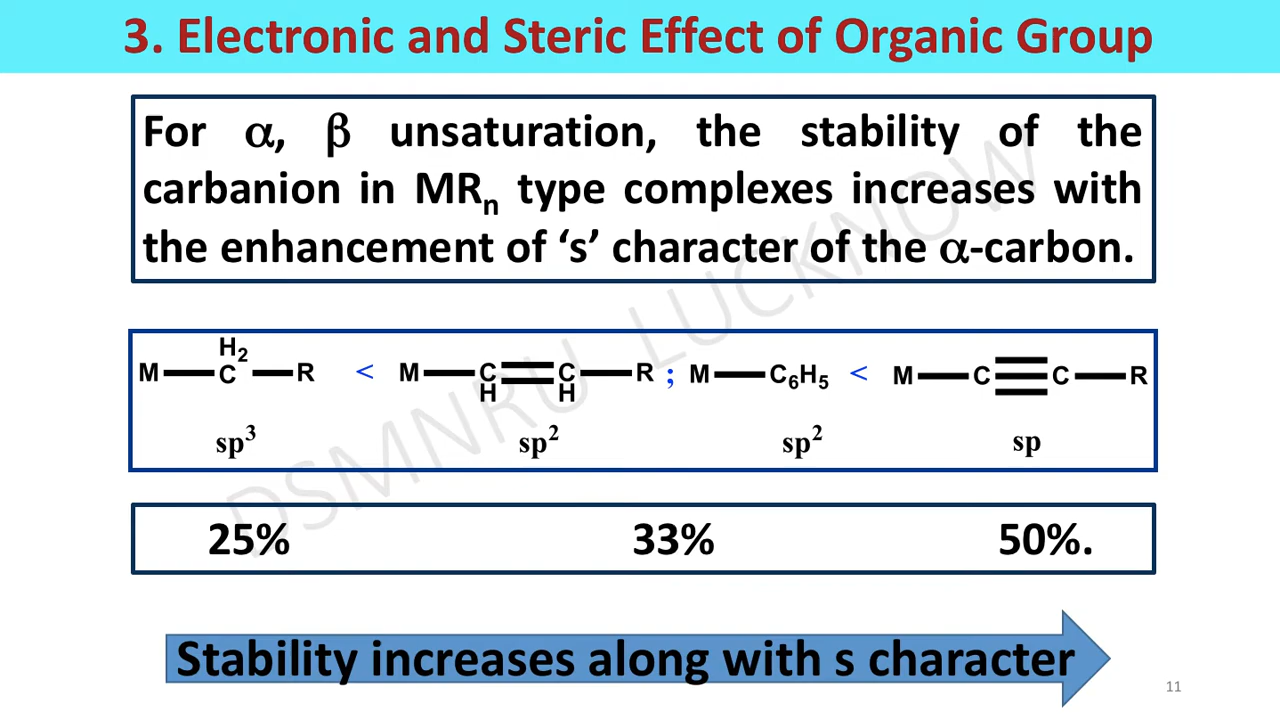 3. Electronic and Steric Effect of Organic Group
For α, β unsaturation, the stability of the
carbanion in MRn type complexes increases with
the enhancement of ‘s’ character of the α-carbon.
M H2 C R < M C H C H R ; M C6H5 < M C C R
sp3 sp2 sp2 sp
25% 33% 50%.
Stability increases along with s character
11
DSMNRU LUCKNOW